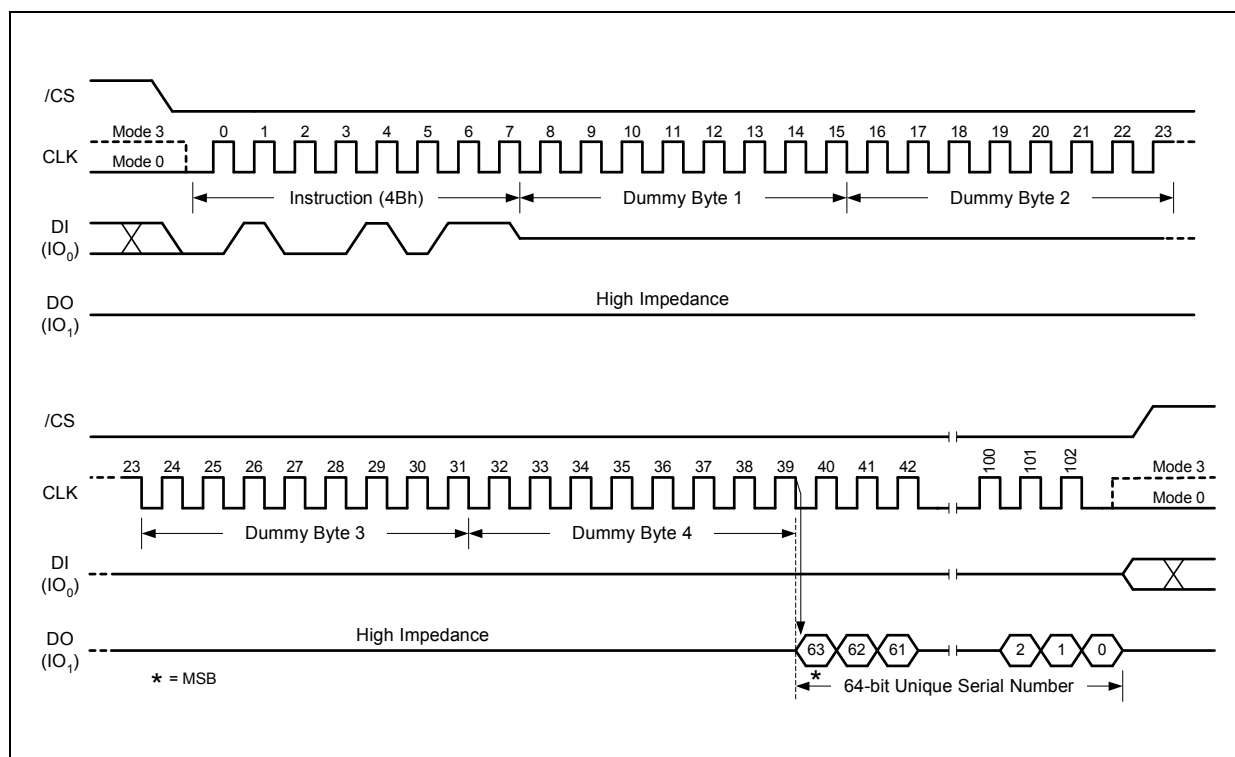 /CS
Mode 3
0 1 2 3 4 5 6 7 8 9 10 11 12 13 14 15 16 17 18 19 20 21 22 23
CLK
Mode 0
Instruction (4Bh)
Dummy Byte 1
Dummy Byte 2
DI
(IO0)
High Impedance
DO
(IO1)
/CS
23 24 25 26 27 28 29 30 31 32 33 34 35 36 37 38 39 40 41 42 100 101 102
Mode 3
CLK
Mode 0
Dummy Byte 3
Dummy Byte 4
DI
(IO0)
High Impedance
DO
(IO1)
63 62 61 2 1 0
* = MSB
*
64-bit Unique Serial Number